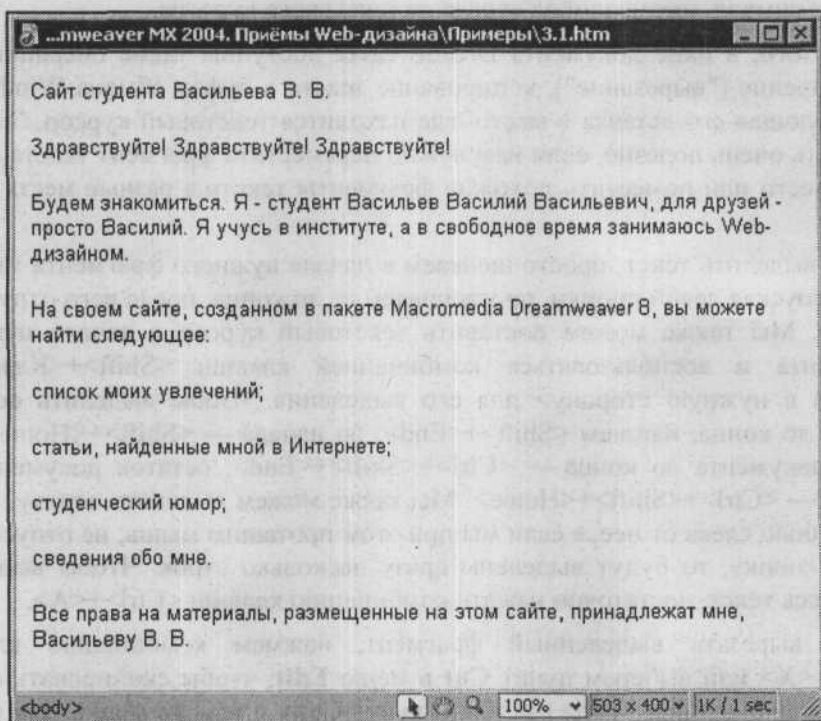 ...mweaver MX 2004. Приёмы Web-дизайна\Примеры\3.1.htm
Сайт студента Васильева В. В.
Здравствуйте! Здравствуйте! Здравствуйте!
Будем знакомиться. Я - студент Васильев Василий Васильевич, для друзей -
просто Василий. Я учусь в институте, а в свободное время занимаюсь Web-
дизайном.
На своем сайте, созданном в пакете Macromedia Dreamweaver 8, вы можете
найти следующее:
список моих увлечений;
статьи, найденные мной в Интернете;
студенческий юмор;
сведения обо мне.
Все права на материалы, размещенные на этом сайте, принадлежат мне,
Васильеву В. В.
<body> 100% 503 x 400 1K / 1 sec